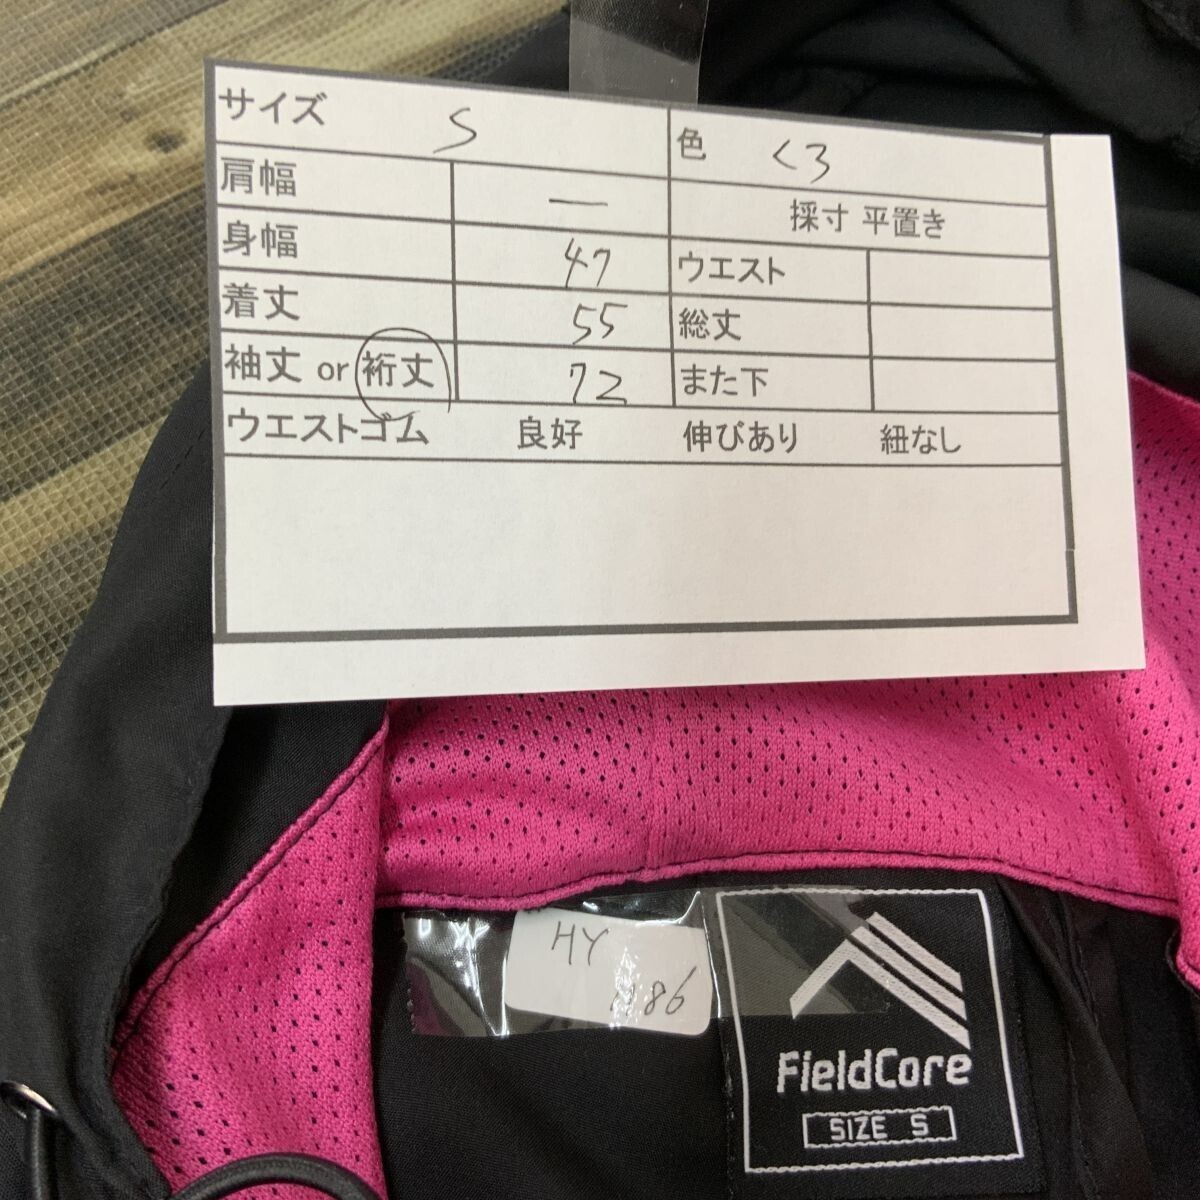 サイズ S 色 くろ
肩幅 ー 採寸 平置き
身幅 47 ウエスト
着丈 55 総丈
袖丈 or 裄丈 72 また下
ウエストゴム 良好 伸びあり 紐なし
HY
1186
FieldCore
SIZE S